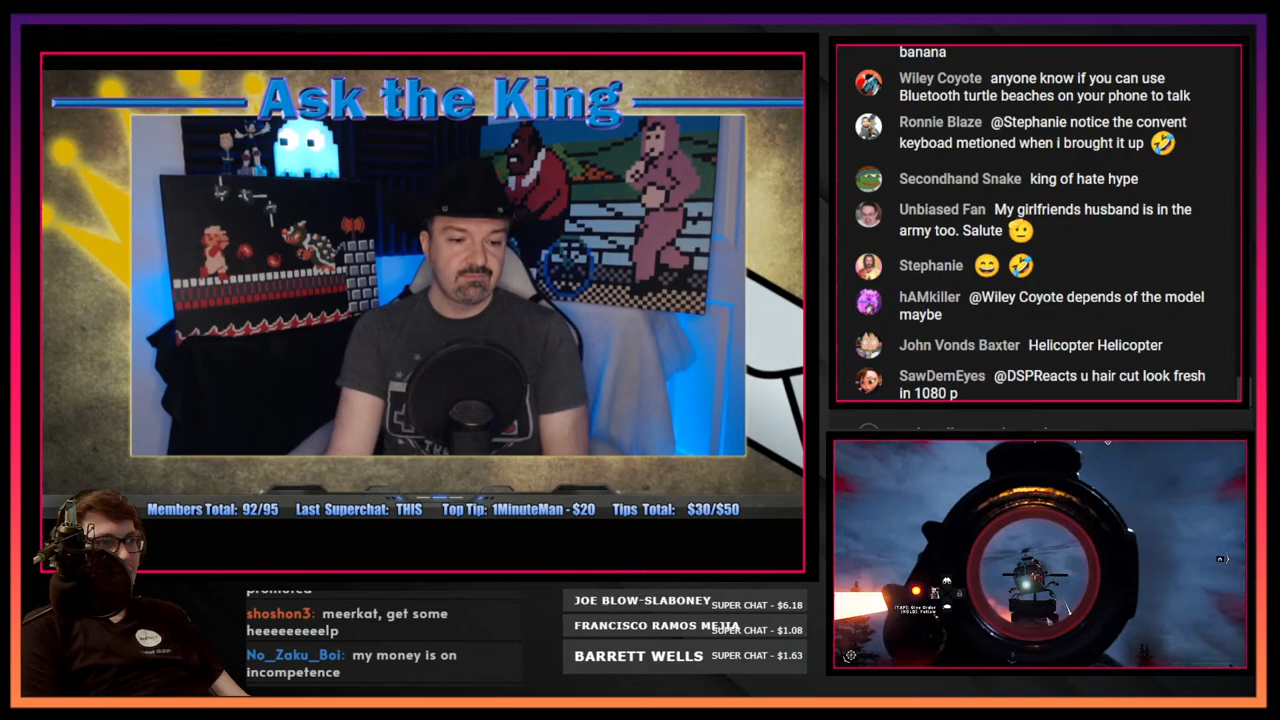 Ask the King
Members Total: 92/95 Last Superchat: THIS Top Tip: 1MinuteMan - $20 Tips Total: $30/$50
banana
Wiley Coyote anyone know if you can use
Bluetooth turtle beaches on your phone to talk
Ronnie Blaze @Stephanie notice the convent
keyboad metioned when i brought it up 🤣
Secondhand Snake king of hate hype
Unbiased Fan My girlfriends husband is in the
army too. Salute 🫡
Stephanie 😄 🤣
hAMkiller @Wiley Coyote depends of the model
maybe
John Vonds Baxter Helicopter Helicopter
SawDemEyes @DSPReacts u hair cut look fresh
in 1080 p
promoted
shoshon3: meerkat, get some
heeeeeeeelp
No_Zaku_Boi: my money is on
incompetence
JOE BLOW-SLABONEY SUPER CHAT - $6.18
FRANCISCO RAMOS MEJIA SUPER CHAT - $1.08
BARRETT WELLS SUPER CHAT - $1.63
[TAP]: Give Order
[HOLD]: Follow